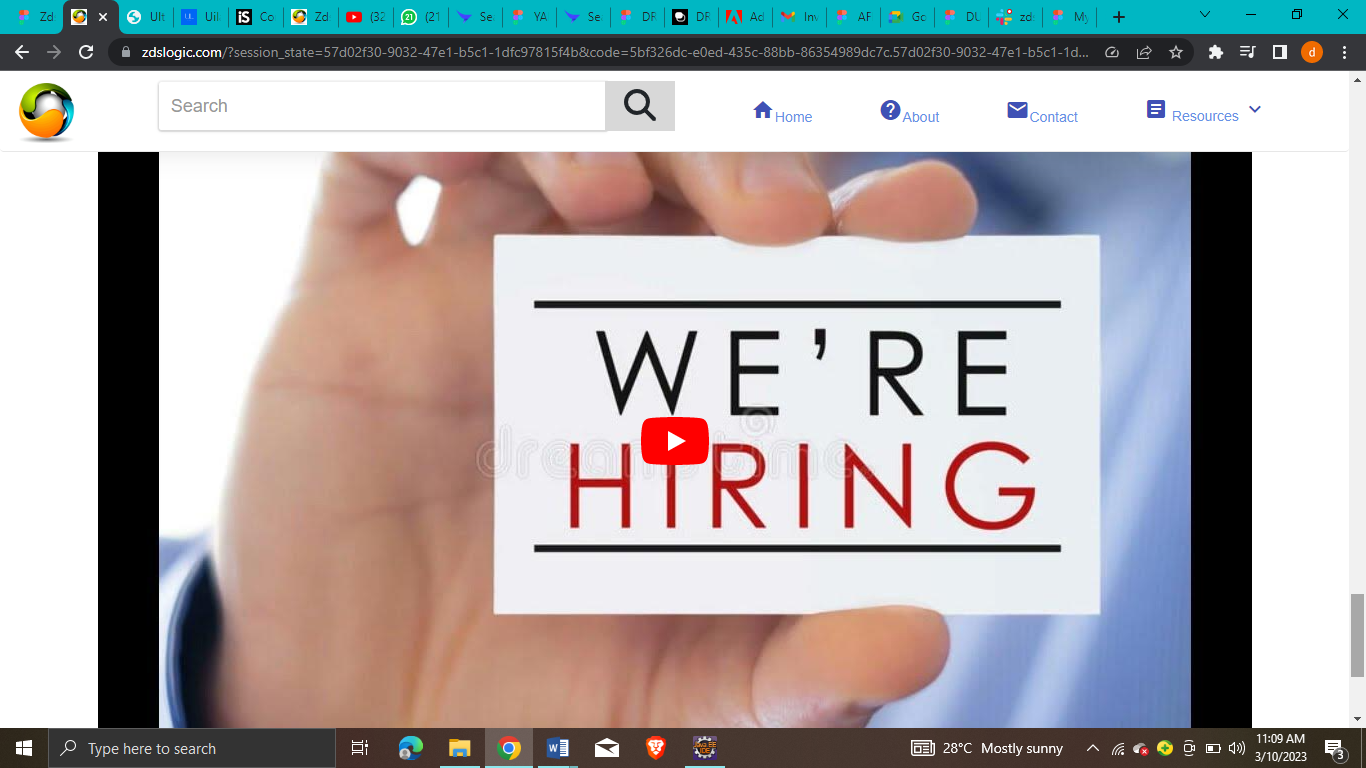 Zd
Ult
Uil
Co
Zd
(32
(21
Se
YA
Se
DF
DR
Ad
Inv
AF
Go
DU
zd
My
zdslogic.com/?session_state=57d02f30-9032-47e1-b5c1-1dfc97815f4b&code=5bf326dc-e0ed-435c-88bb-86354989dc7c.57d02f30-9032-47e1-b5c1-1d...
d
Search
Home
About
Contact
Resources
WE'RE
HIRING
dreamstime
Type here to search
28°C Mostly sunny
11:09 AM
3/10/2023
3